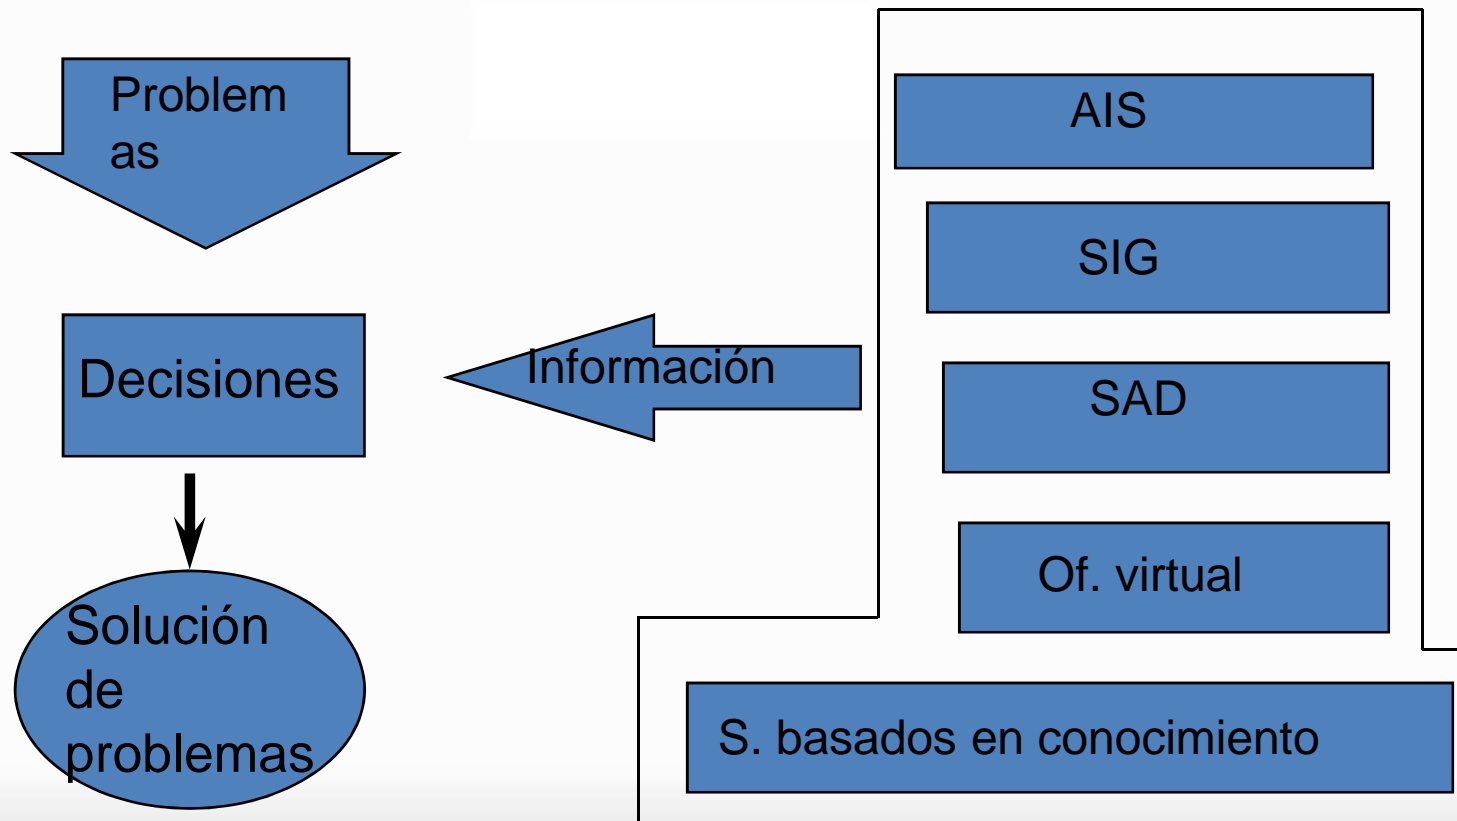 Problem
as
Decisiones
Solución
de
problemas
Información
AIS
SIG
SAD
Of. virtual
S. basados en conocimiento